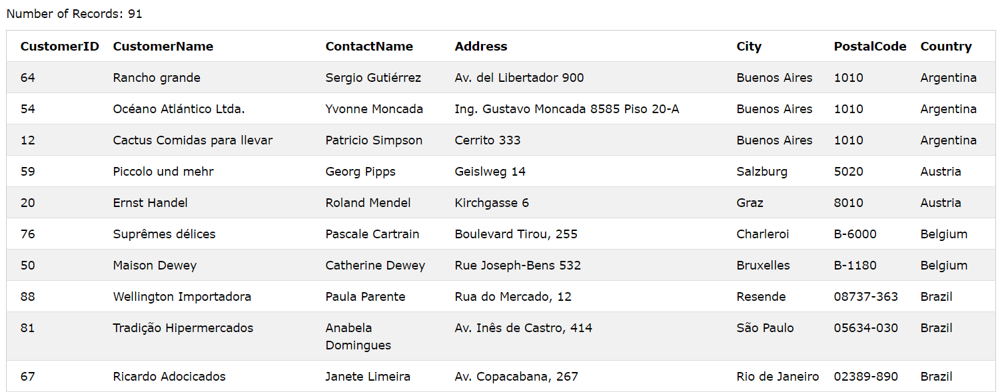 Number of Records: 91
CustomerID CustomerName ContactName Address City PostalCode Country
64 Rancho grande Sergio Gutiérrez Av. del Libertador 900 Buenos Aires 1010 Argentina
54 Océano Atlántico Ltda. Yvonne Moncada Ing. Gustavo Moncada 8585 Piso 20-A Buenos Aires 1010 Argentina
12 Cactus Comidas para llevar Patricio Simpson Cerrito 333 Buenos Aires 1010 Argentina
59 Piccolo und mehr Georg Pipps Geislweg 14 Salzburg 5020 Austria
20 Ernst Handel Roland Mendel Kirchgasse 6 Graz 8010 Austria
76 Suprêmes délices Pascale Cartrain Boulevard Tirou, 255 Charleroi B-6000 Belgium
50 Maison Dewey Catherine Dewey Rue Joseph-Bens 532 Bruxelles B-1180 Belgium
88 Wellington Importadora Paula Parente Rua do Mercado, 12 Resende 08737-363 Brazil
81 Tradição Hipermercados Anabela Av. Inês de Castro, 414 São Paulo 05634-030 Brazil
Domingues
67 Ricardo Adocicados Janete Limeira Av. Copacabana, 267 Rio de Janeiro 02389-890 Brazil